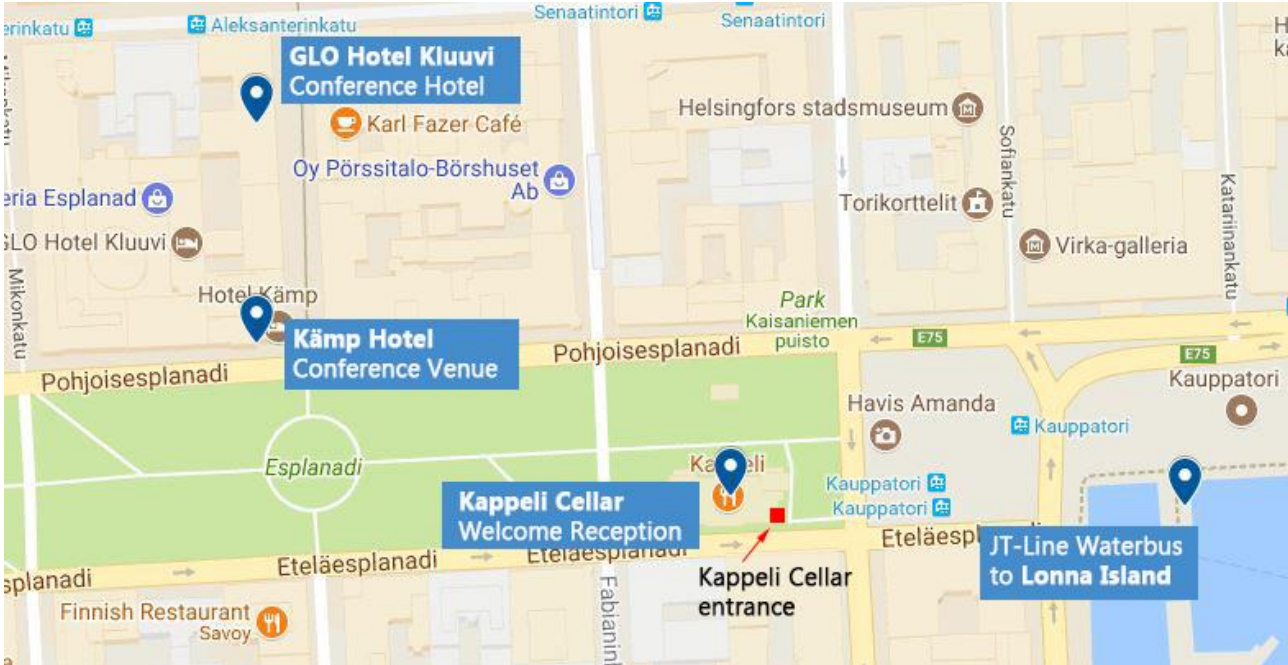 erinkatu
Aleksanterinkatu
Senaatintori
Senaatintori
H
GLO Hotel Kluuvi
Conference Hotel
Karl Fazer Café
Helsingfors stadsmuseum
Oy Pörssitalo-Börshuset
Ab
Sofiankatu
Katariinankatu
eria Esplanad
Torikorttelit
GLO Hotel Kluuvi
Virka-galleria
Mikonkatu
Hotel Kämp
Park
Kaisaniemen
puisto
Kämp Hotel
Conference Venue
Pohjoisesplanadi
Pohjoisesplanadi
E75
E75
Kauppatori
Havis Amanda
Kauppatori
Esplanadi
Kappeli Cellar
Welcome Reception
Kauppatori
Kauppatori
Eteläesplanadi
Eteläesplanadi
Eteläespl
JT-Line Waterbus
to Lonna Island
splanadi
Kappeli Cellar
entrance
Fabianin
Finnish Restaurant
Savoy